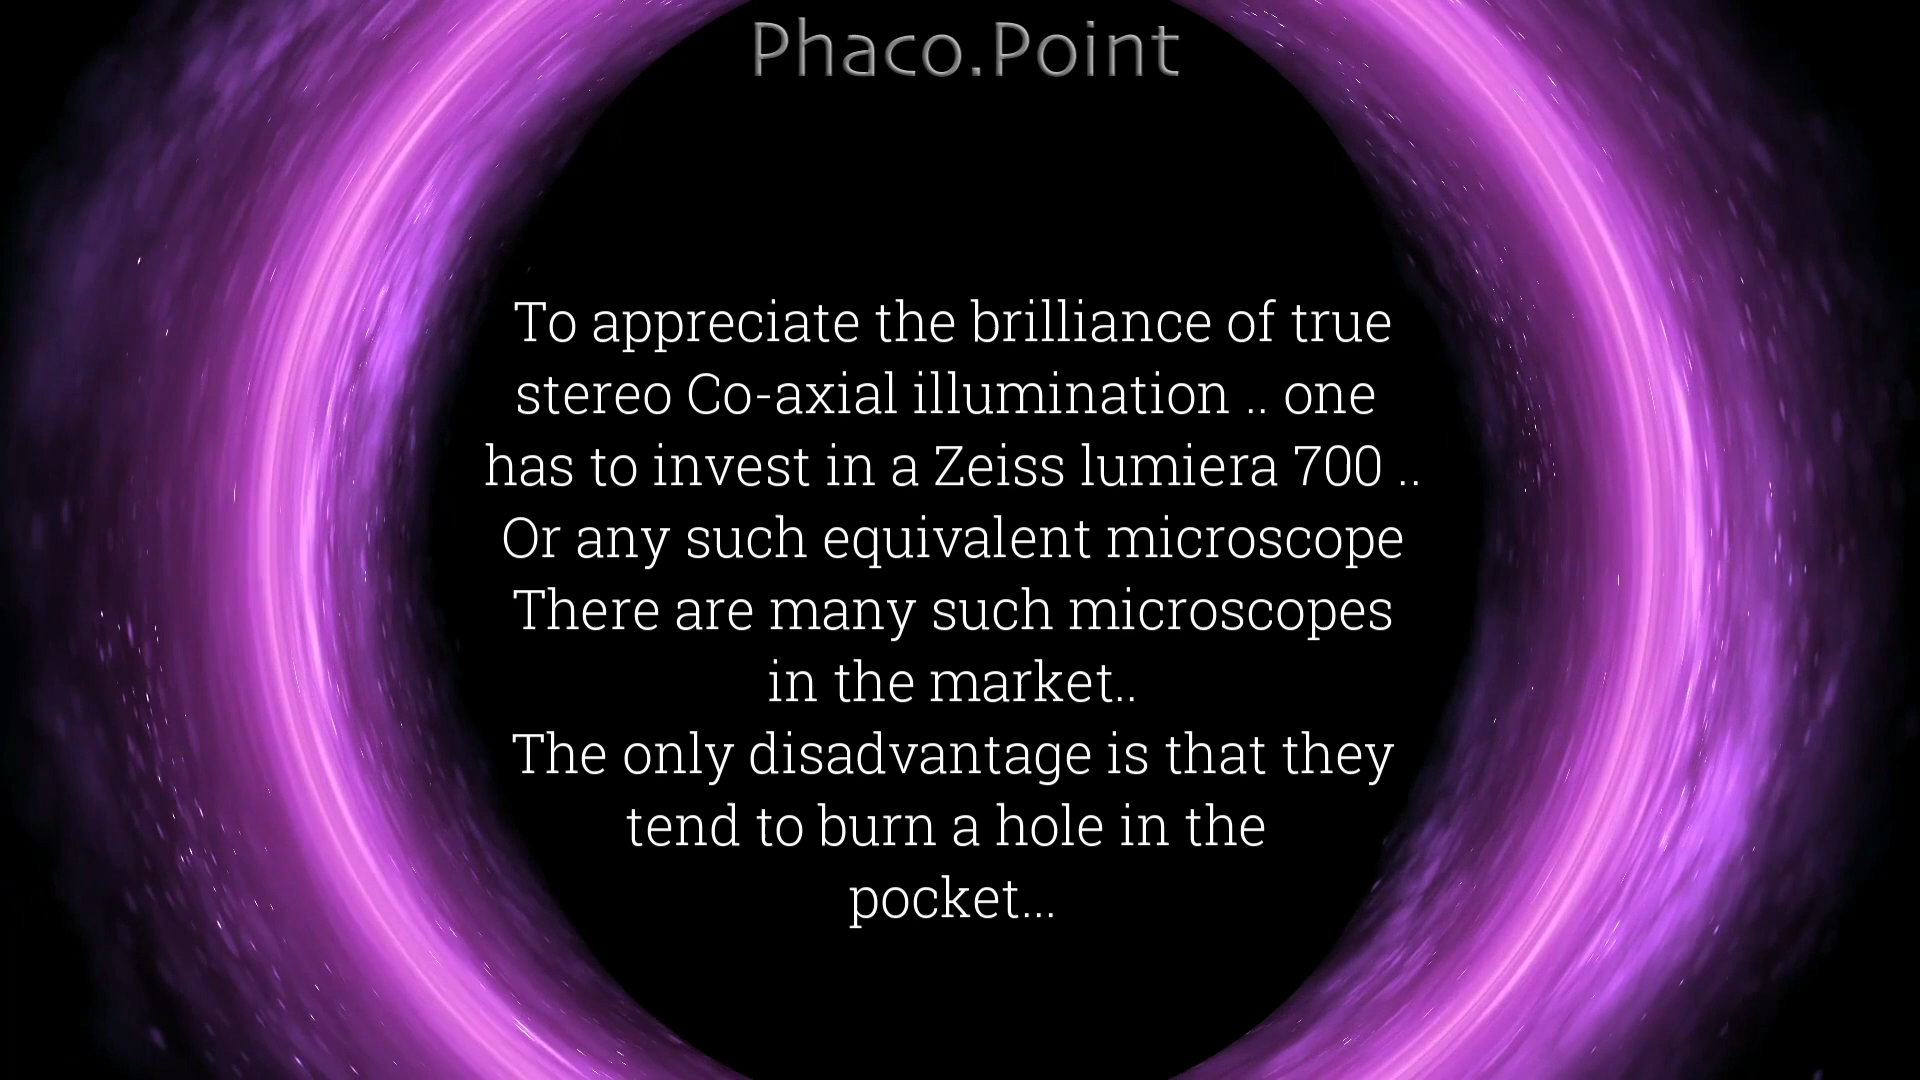 Phaco.Point
To appreciate the brilliance of true
stereo Co-axial illumination .. one
has to invest in a Zeiss lumiera 700 ..
Or any such equivalent microscope
There are many such microscopes
in the market..
The only disadvantage is that they
tend to burn a hole in the
pocket...